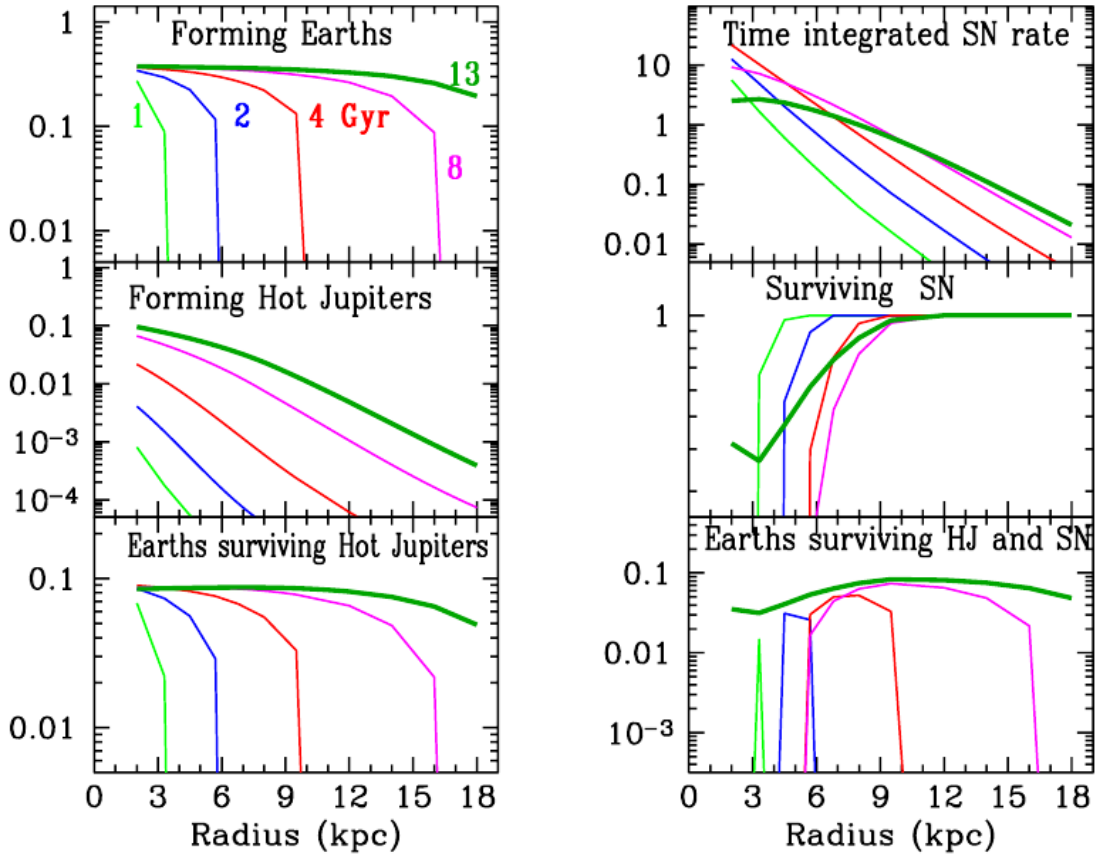 Forming Earths
1
0.1
0.01
1
2
4 Gyr
8
13
Forming Hot Jupiters
1
0.1
0.01
10−3
10−4
Earths surviving Hot Jupiters
0.1
0.01
0 3 6 9 12 15 18
Radius (kpc)
Time integrated SN rate
10
1
0.1
0.01
Surviving SN
1
Earths surviving HJ and SN
0.1
0.01
10−3
0 3 6 9 12 15 18
Radius (kpc)